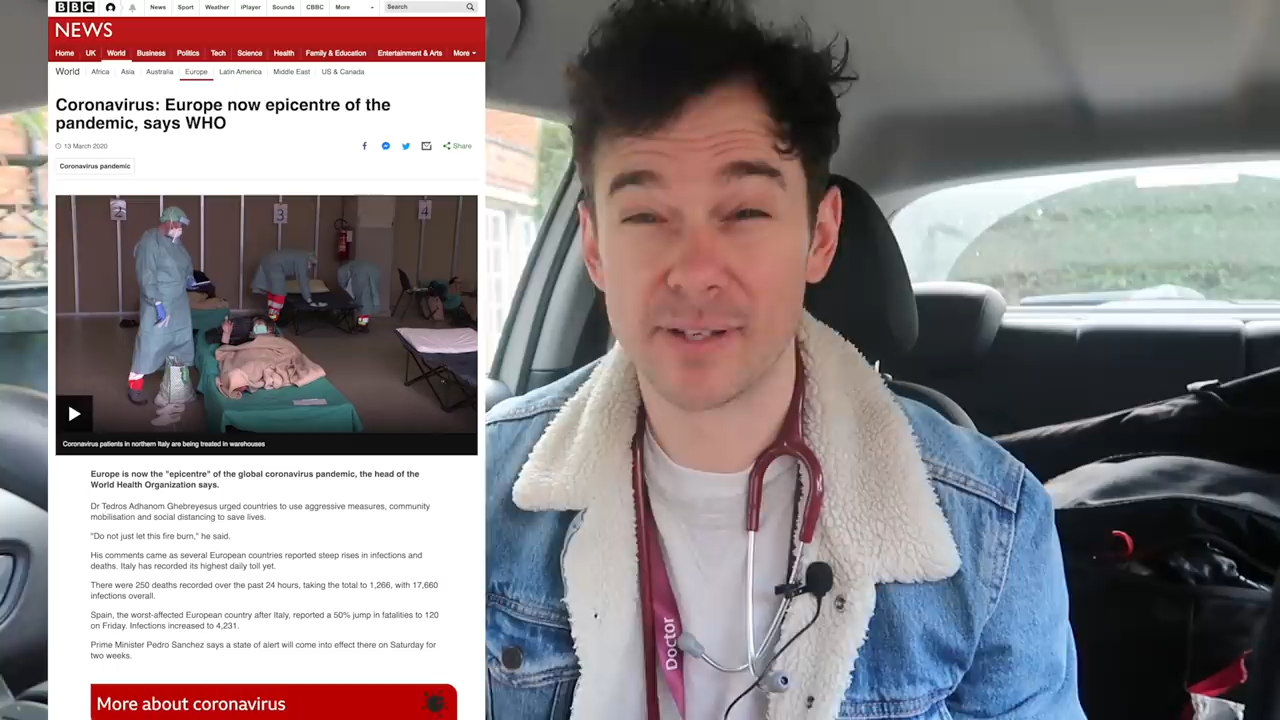 BBC
News Sport Weather iPlayer Sounds CBBC More Search
NEWS
Home UK World Business Politics Tech Science Health Family & Education Entertainment & Arts More
World Africa Asia Australia Europe Latin America Middle East US & Canada
Coronavirus: Europe now epicentre of the
pandemic, says WHO
13 March 2020 Share
Coronavirus pandemic
2 3 4
Coronavirus patients in northern Italy are being treated in warehouses
Europe is now the "epicentre" of the global coronavirus pandemic, the head of the
World Health Organization says.
Dr Tedros Adhanom Ghebreyesus urged countries to use aggressive measures, community
mobilisation and social distancing to save lives.
"Do not just let this fire burn," he said.
His comments came as several European countries reported steep rises in infections and
deaths. Italy has recorded its highest daily toll yet.
There were 250 deaths recorded over the past 24 hours, taking the total to 1,266, with 17,660
infections overall.
Spain, the worst-affected European country after Italy, reported a 50% jump in fatalities to 120
on Friday. Infections increased to 4,231.
Prime Minister Pedro Sanchez says a state of alert will come into effect there on Saturday for
two weeks.
More about coronavirus
Doctor